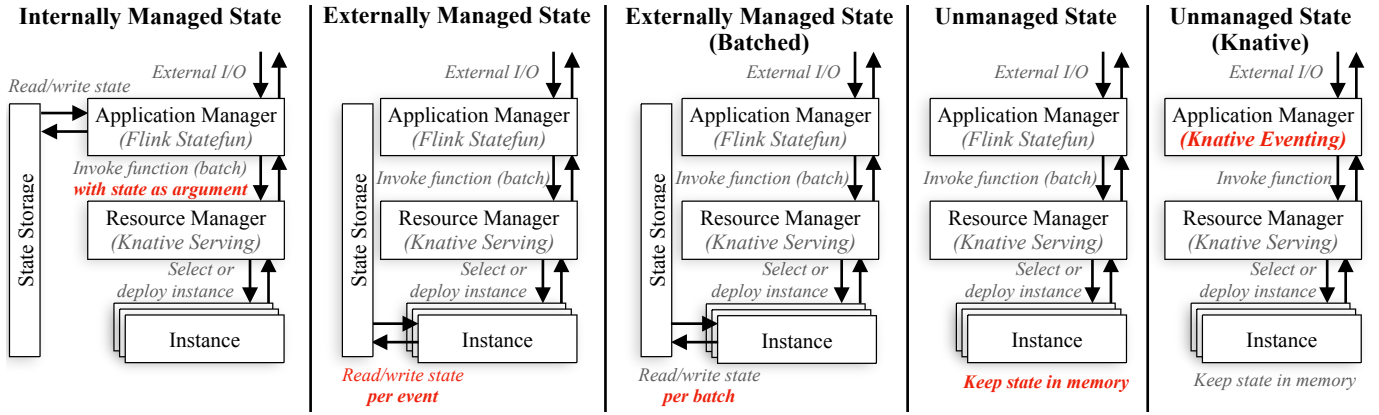 Internally Managed State
External I/O
Read/write state
Application Manager
(Flink Statefun)
Invoke function (batch)
with state as argument
State Storage
Resource Manager
(Knative Serving)
Select or
deploy instance
Instance
Externally Managed State
External I/O
Application Manager
(Flink Statefun)
Invoke function (batch)
State Storage
Resource Manager
(Knative Serving)
Select or
deploy instance
Instance
Read/write state
per event
Externally Managed State
(Batched)
External I/O
Application Manager
(Flink Statefun)
Invoke function (batch)
State Storage
Resource Manager
(Knative Serving)
Select or
deploy instance
Instance
Read/write state
per batch
Unmanaged State
External I/O
Application Manager
(Flink Statefun)
Invoke function (batch)
Resource Manager
(Knative Serving)
Select or
deploy instance
Instance
Keep state in memory
Unmanaged State
(Knative)
External I/O
Application Manager
(Knative Eventing)
Invoke function
Resource Manager
(Knative Serving)
Select or
deploy instance
Instance
Keep state in memory